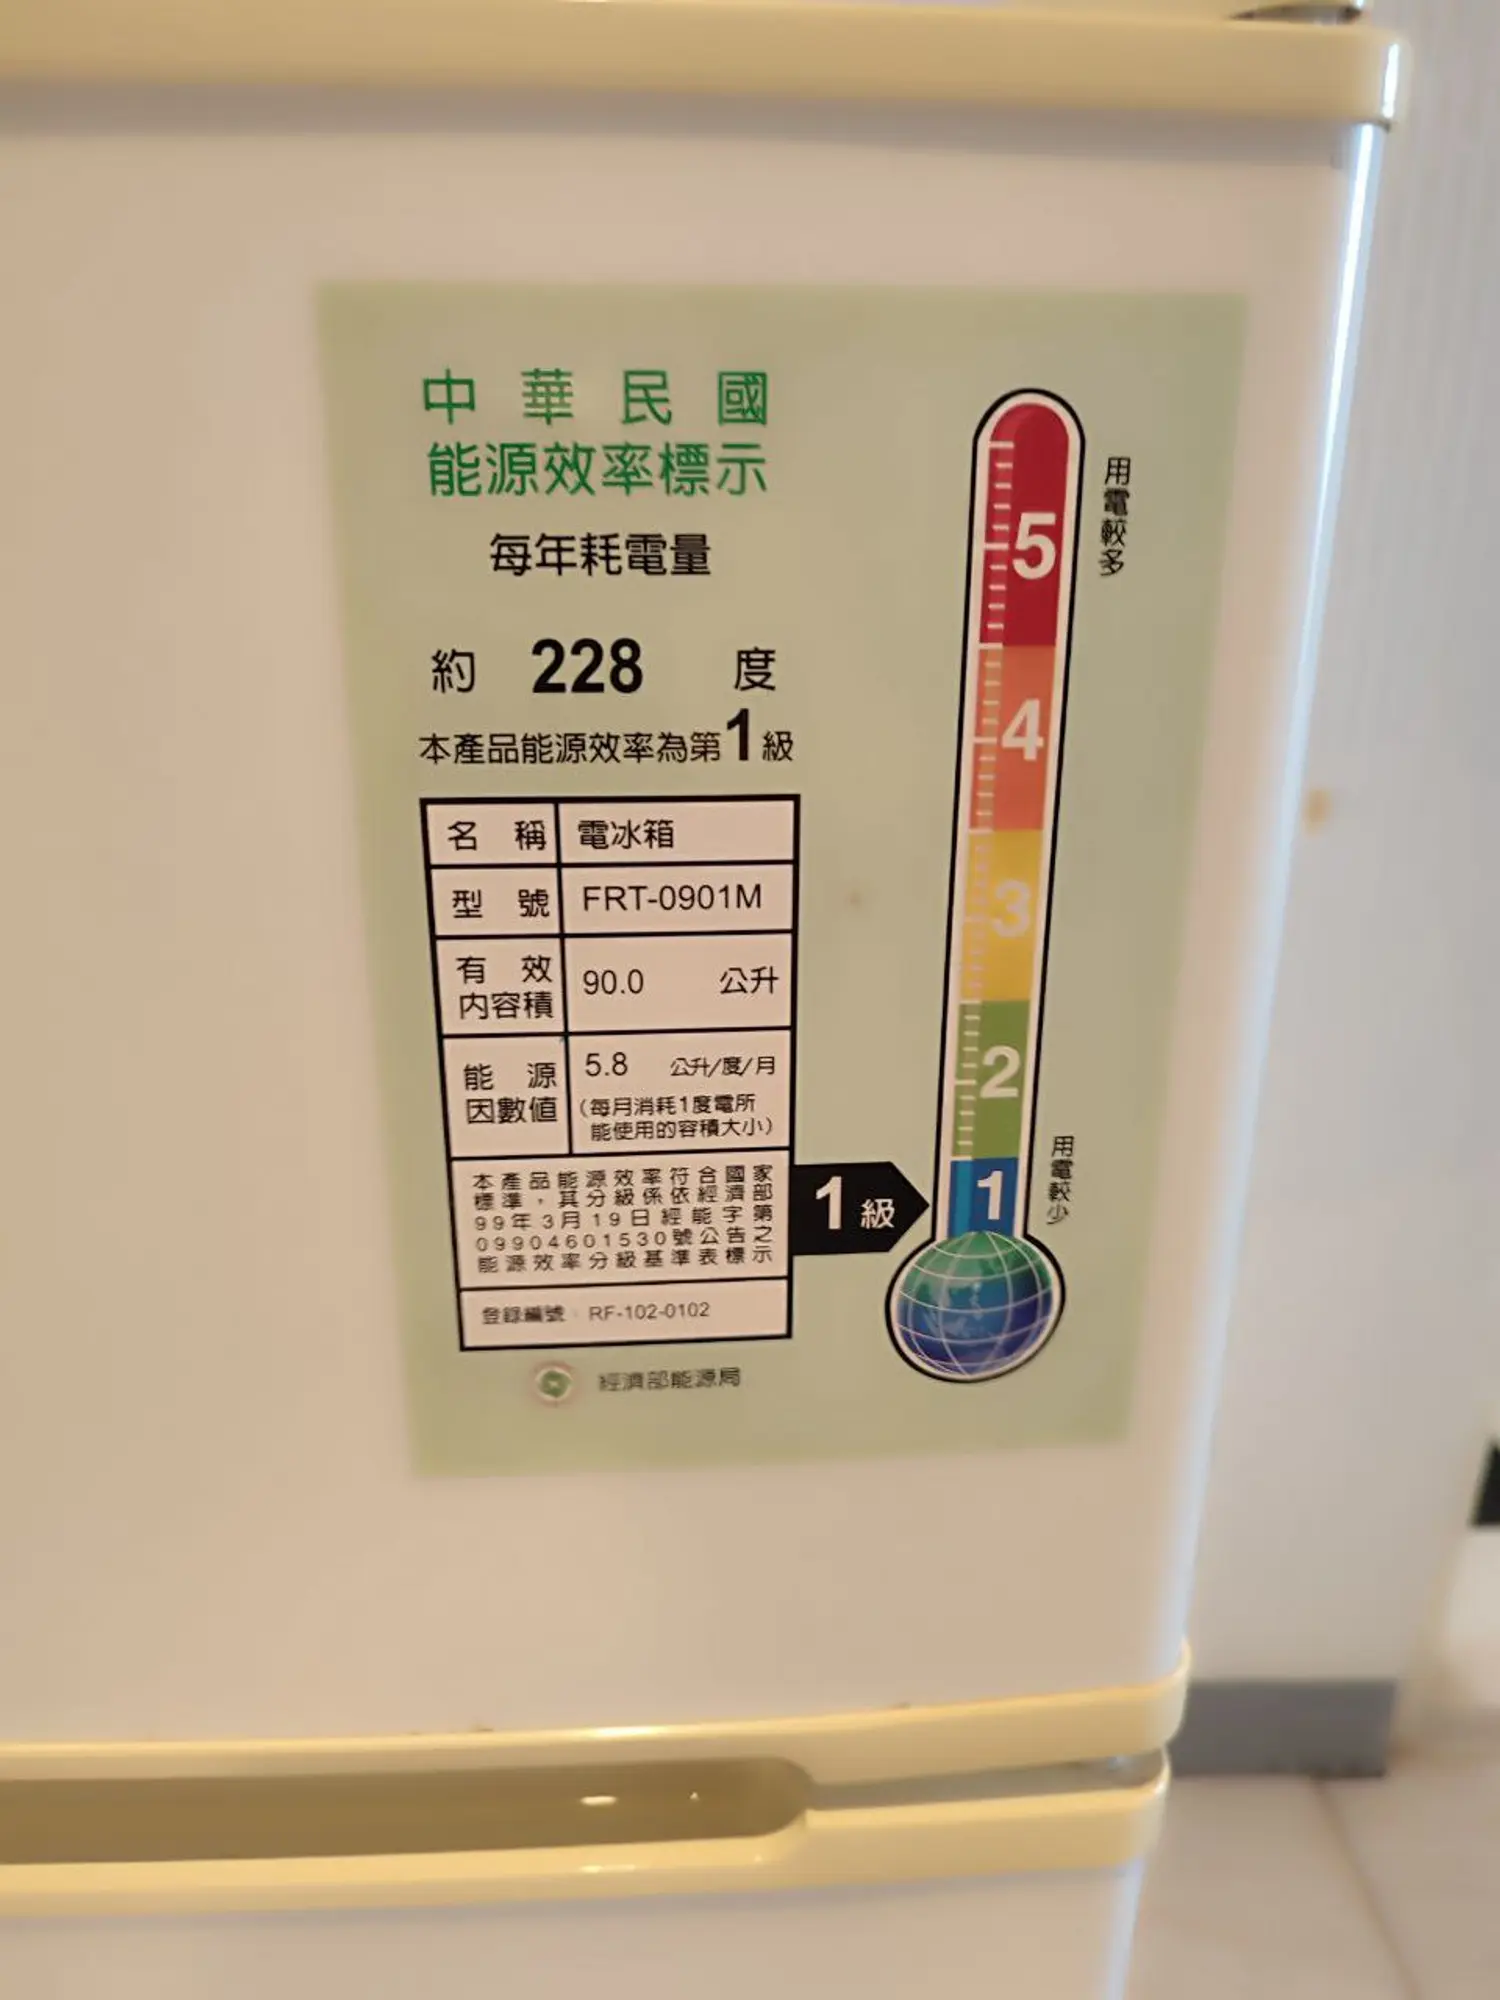 中華民國
能源效率標示
每年耗電量
約 228 度
本產品能源效率為第1級
名稱 電冰箱
型號 FRT-0901M
有效內容積 90.0 公升
能源因數值 5.8 公升/度/月
(每月消耗1度電所
能使用的容積大小)
本產品能源效率符合國家
標準，其分級係依經濟部
99年3月19日經能字第
09904601530號公告之
能源效率分級基準表標示
登錄編號：RF-102-0102
經濟部能源局
1級
用電較多
5
4
3
2
1
用電較少